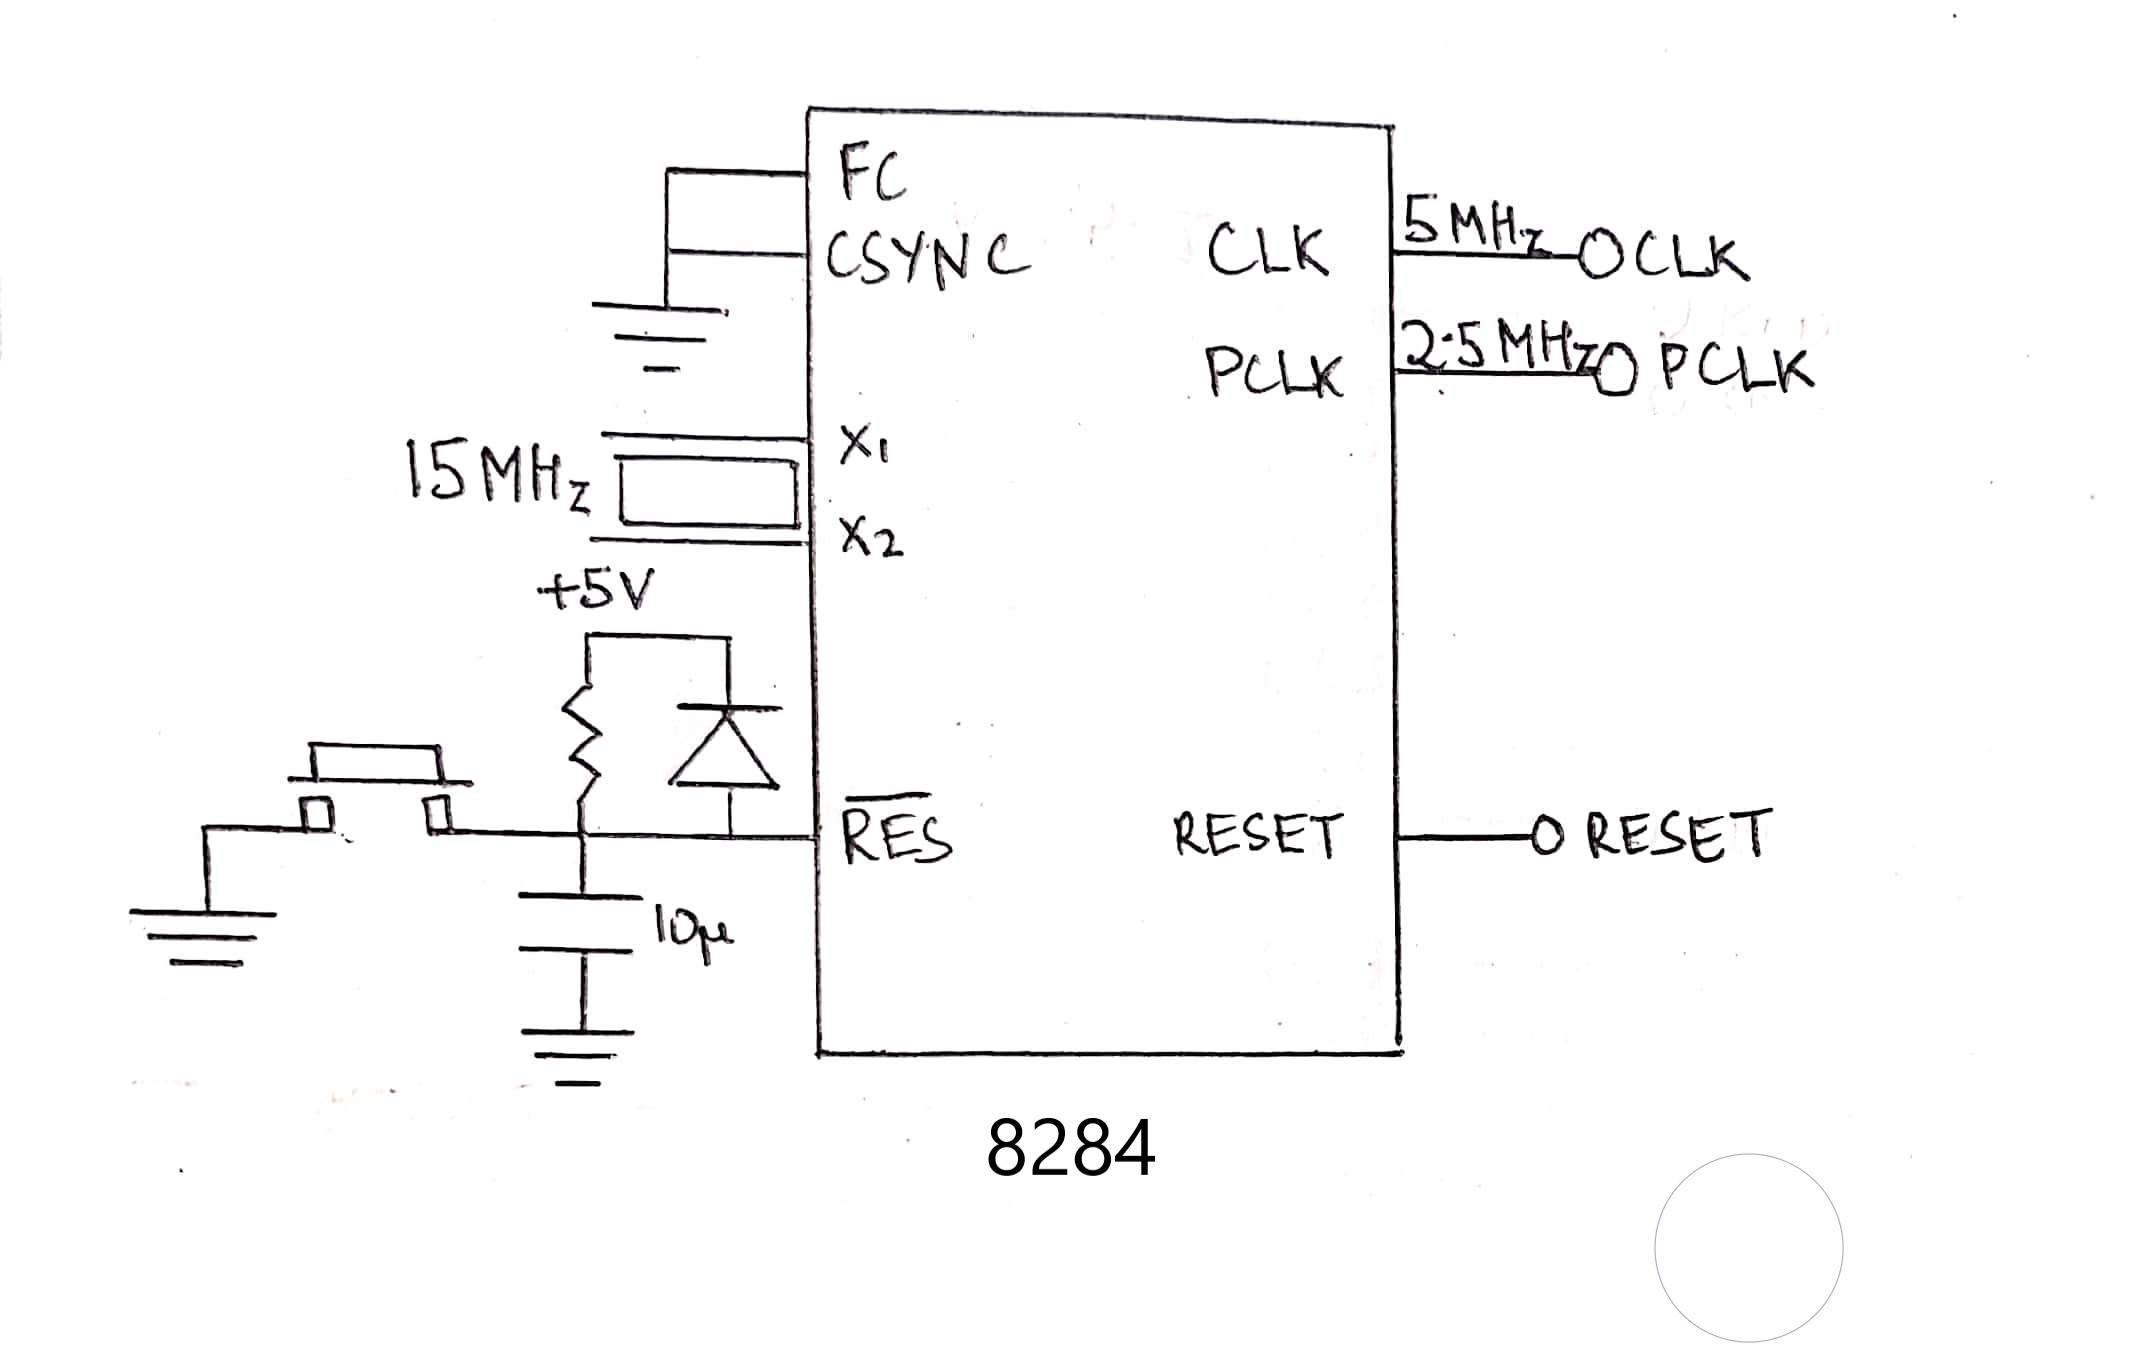 FC
CSYNC
CLK
5MHz
CLK
PCLK
2.5MHz
PCLK
15MHz
X1
X2
+5V
RES
RESET
RESET
10μ
8284